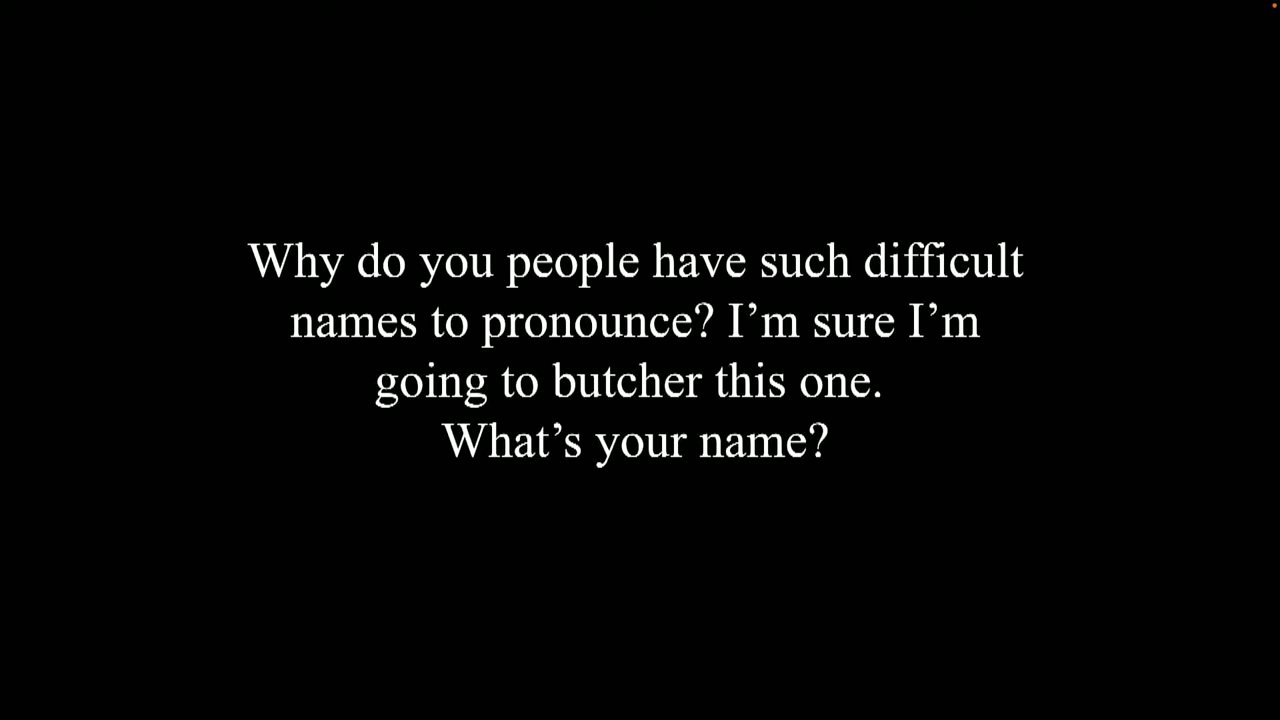 Why do you people have such difficult
names to pronounce? I’m sure I’m
going to butcher this one.
What’s your name?